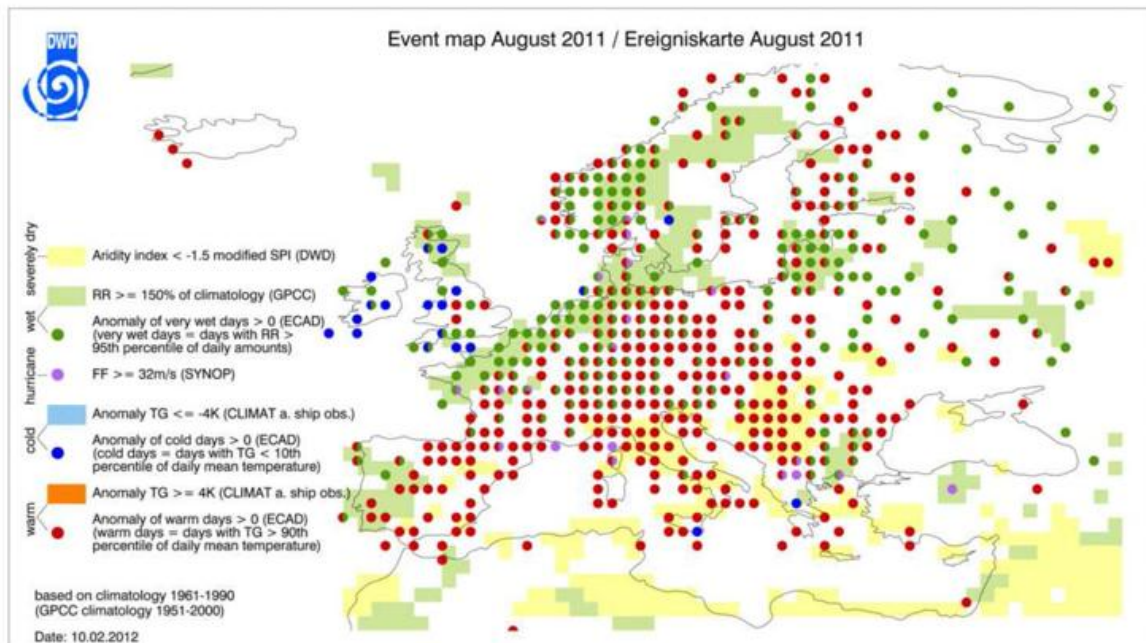 DWD
Event map August 2011 / Ereigniskarte August 2011
severely dry
Aridity index < -1.5 modified SPI (DWD)
wet
RR >= 150% of climatology (GPCC)
Anomaly of very wet days > 0 (ECAD)
(very wet days = days with RR >
95th percentile of daily amounts)
hurricane
FF >= 32m/s (SYNOP)
cold
Anomaly TG <= -4K (CLIMAT a. ship obs.)
Anomaly of cold days > 0 (ECAD)
(cold days = days with TG < 10th
percentile of daily mean temperature)
warm
Anomaly TG >= 4K (CLIMAT a. ship obs.)
Anomaly of warm days > 0 (ECAD)
(warm days = days with TG > 90th
percentile of daily mean temperature)
based on climatology 1961-1990
(GPCC climatology 1951-2000)
Date: 10.02.2012